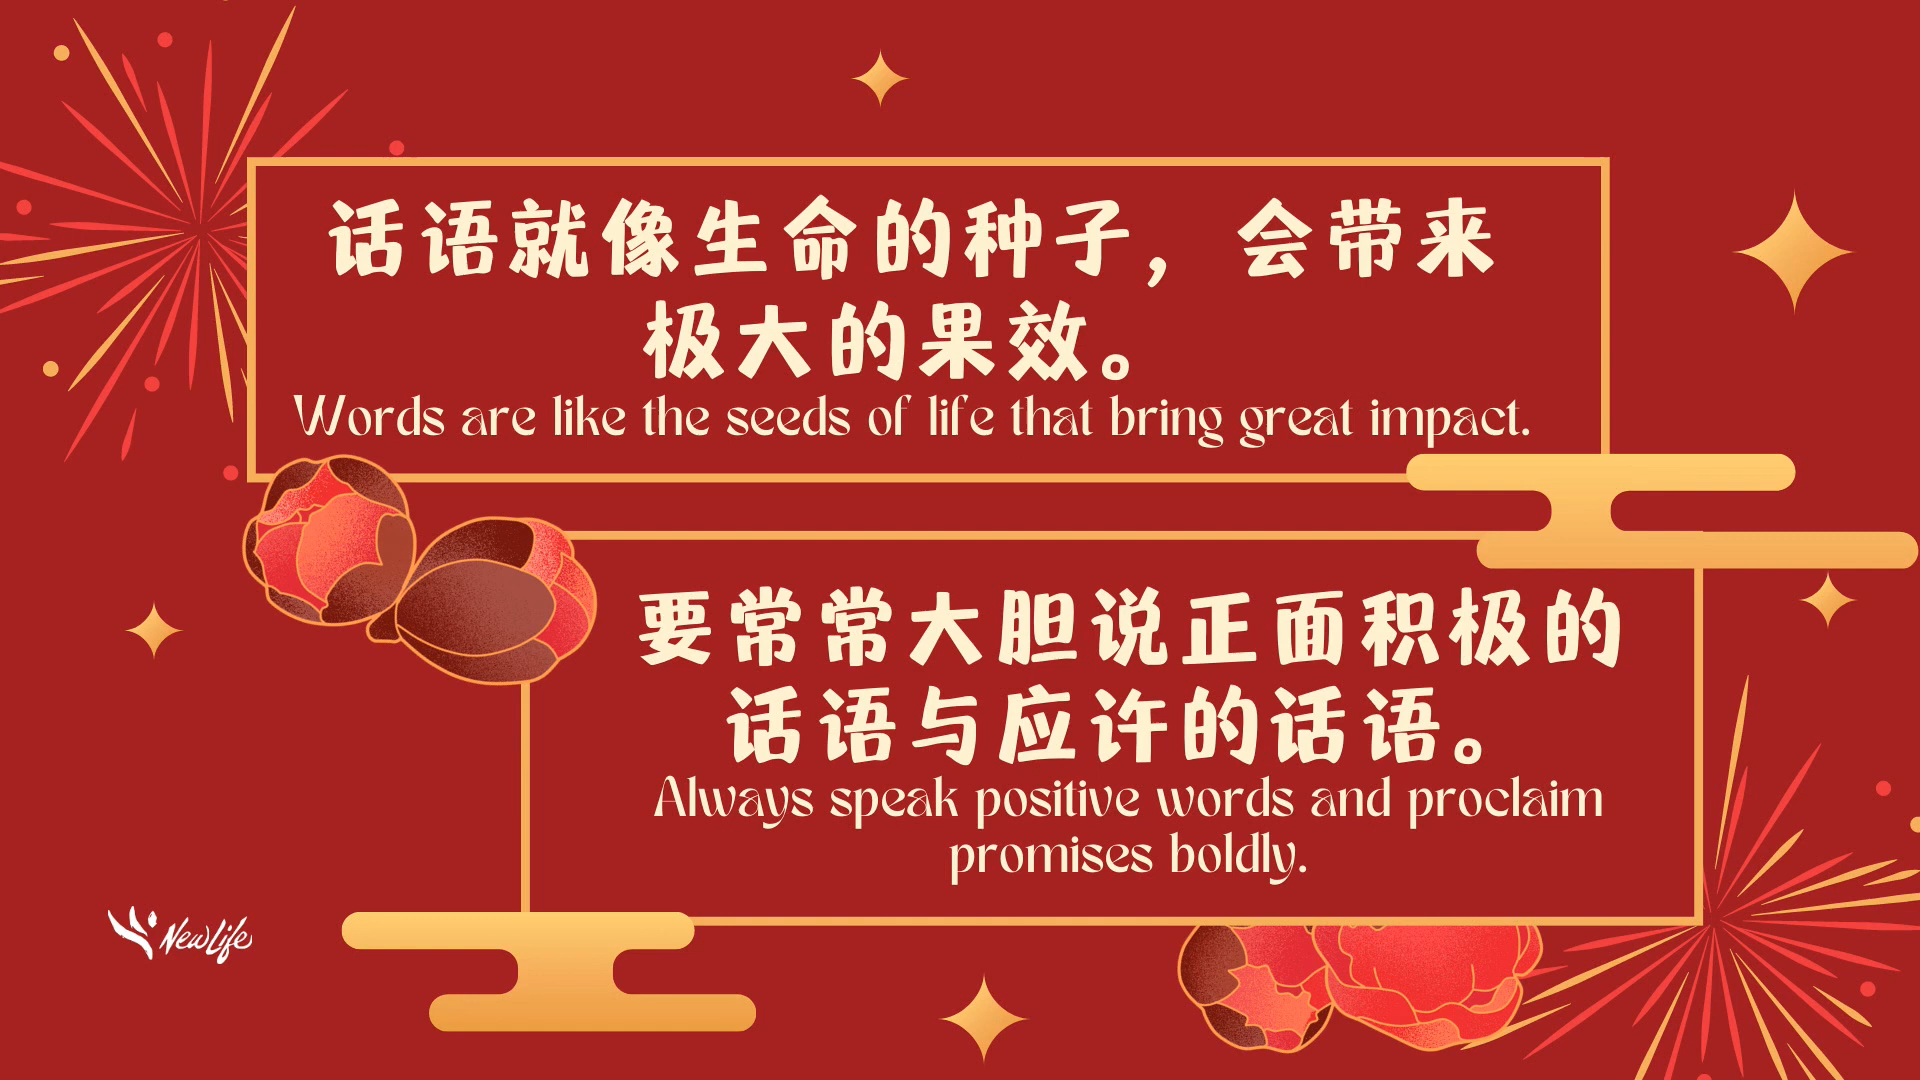 话语就像生命的种子，会带来
极大的果效。
Words are like the seeds of life that bring great impact.
要常常大胆说正面积极的
话语与应许的话语。
Always speak positive words and proclaim
promises boldly.
NewLife